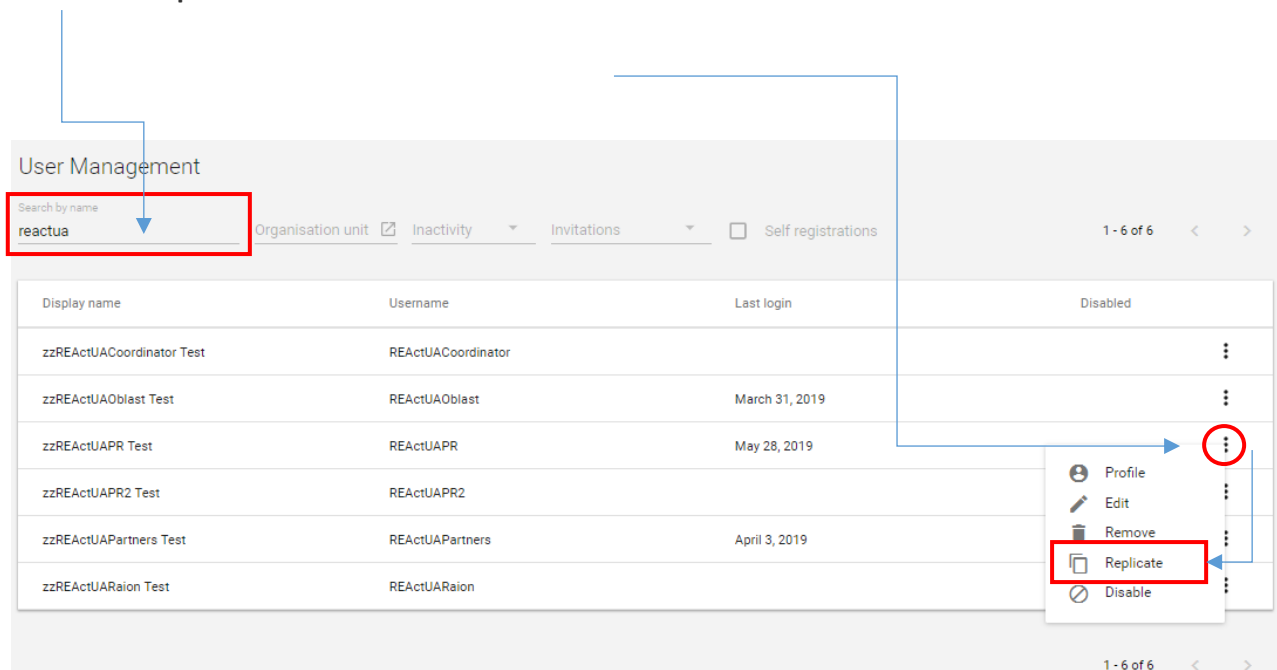 User Management
Search by name
reactua
Organisation unit Inactivity Invitations Self registrations 1 - 6 of 6
Display name Username Last login Disabled
zzREActUACoordinator Test REActUACoordinator
zzREActUAOblast Test REActUAOblast March 31, 2019
zzREActUAPR Test REActUAPR May 28, 2019
Profile
zzREActUAPR2 Test REActUAPR2
Edit
Remove
zzREActUAPartners Test REActUAPartners April 3, 2019
Replicate
zzREActUARaion Test REActUARaion
Disable
1 - 6 of 6